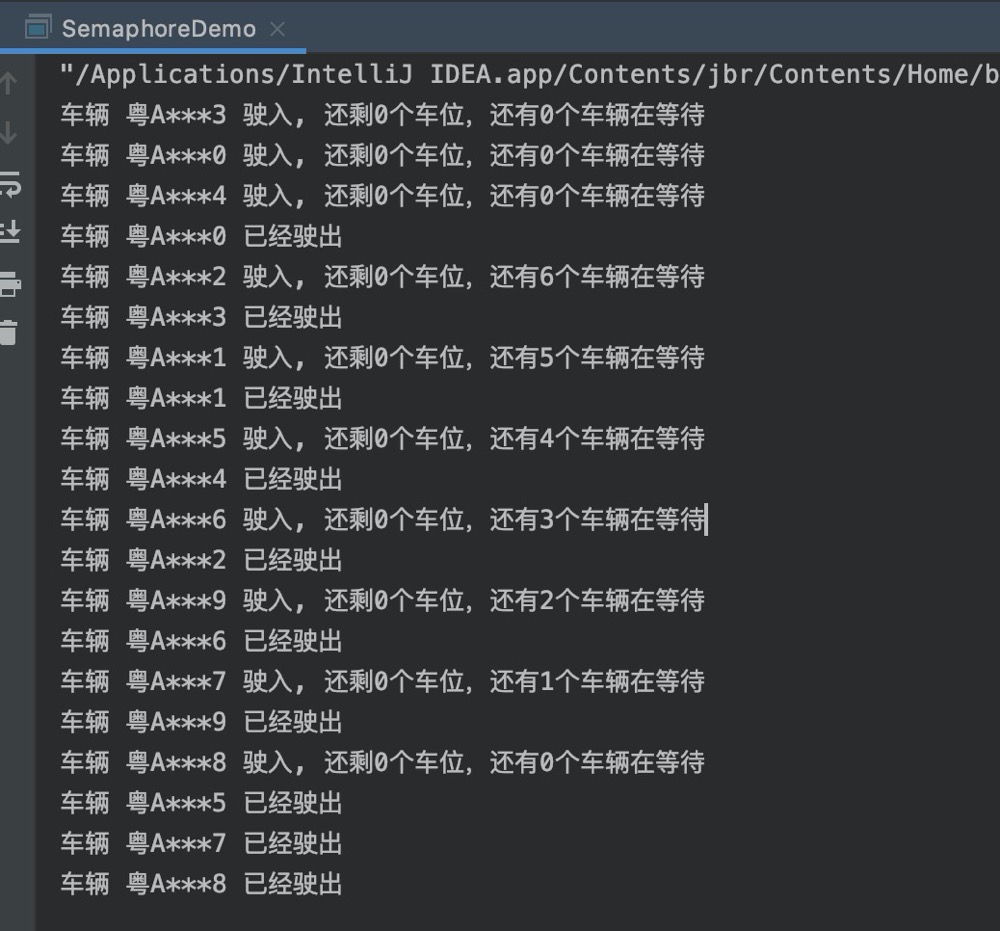 SemaphoreDemo
"/Applications/IntelliJ IDEA.app/Contents/jbr/Contents/Home/b
车辆 粤A***3 驶入, 还剩0个车位，还有0个车辆在等待
车辆 粤A***0 驶入, 还剩0个车位，还有0个车辆在等待
车辆 粤A***4 驶入, 还剩0个车位，还有0个车辆在等待
车辆 粤A***0 已经驶出
车辆 粤A***2 驶入, 还剩0个车位，还有6个车辆在等待
车辆 粤A***3 已经驶出
车辆 粤A***1 驶入, 还剩0个车位，还有5个车辆在等待
车辆 粤A***1 已经驶出
车辆 粤A***5 驶入, 还剩0个车位，还有4个车辆在等待
车辆 粤A***4 已经驶出
车辆 粤A***6 驶入, 还剩0个车位，还有3个车辆在等待
车辆 粤A***2 已经驶出
车辆 粤A***9 驶入, 还剩0个车位，还有2个车辆在等待
车辆 粤A***6 已经驶出
车辆 粤A***7 驶入, 还剩0个车位，还有1个车辆在等待
车辆 粤A***9 已经驶出
车辆 粤A***8 驶入, 还剩0个车位，还有0个车辆在等待
车辆 粤A***5 已经驶出
车辆 粤A***7 已经驶出
车辆 粤A***8 已经驶出